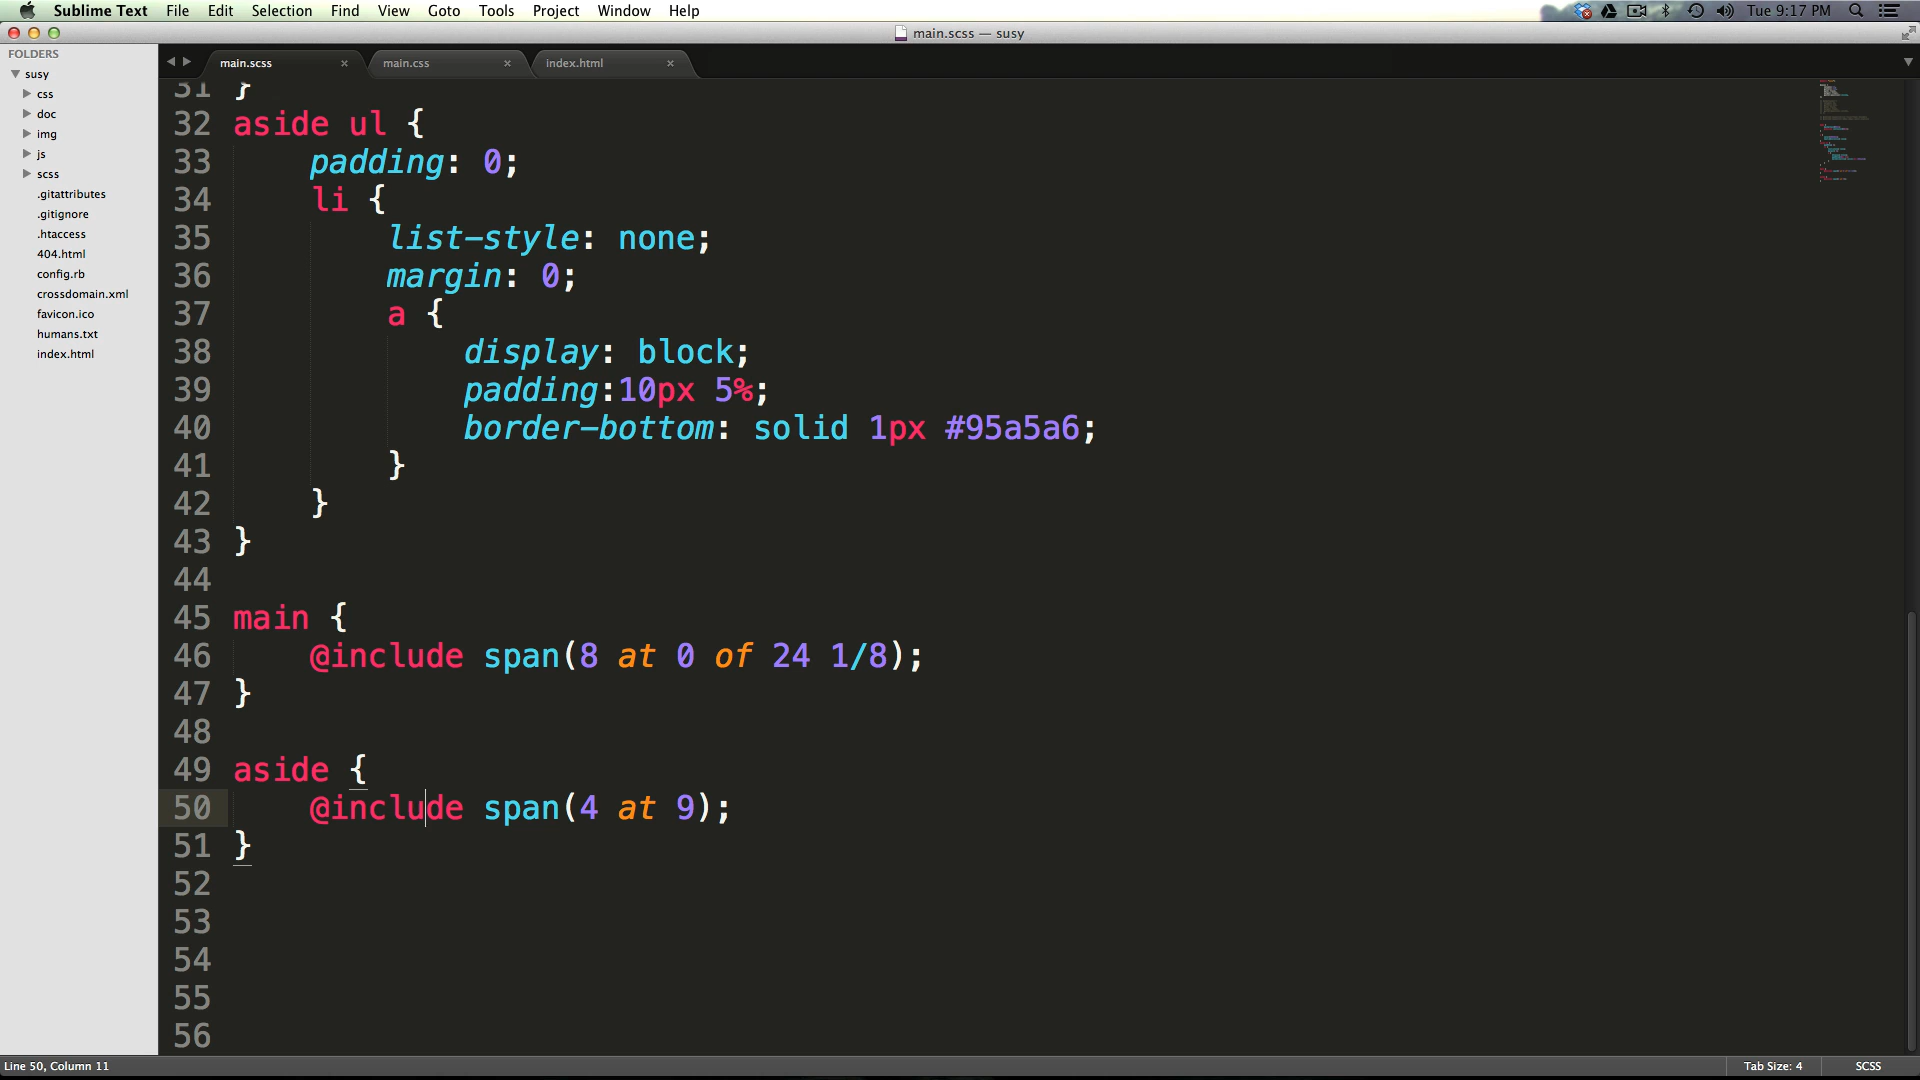 Sublime Text File Edit Selection Find View Goto Tools Project Window Help Tue 9:17 PM
main.scss — susy
FOLDERS
susy
css
doc
img
js
scss
.gitattributes
.gitignore
.htaccess
404.html
config.rb
crossdomain.xml
favicon.ico
humans.txt
index.html
main.scss main.css index.html
31 }
32 aside ul {
33 padding: 0;
34 li {
35 list-style: none;
36 margin: 0;
37 a {
38 display: block;
39 padding:10px 5%;
40 border-bottom: solid 1px #95a5a6;
41 }
42 }
43 }
44
45 main {
46 @include span(8 at 0 of 24 1/8);
47 }
48
49 aside {
50 @include span(4 at 9);
51 }
52
53
54
55
56
Line 50, Column 11 Tab Size: 4 SCSS